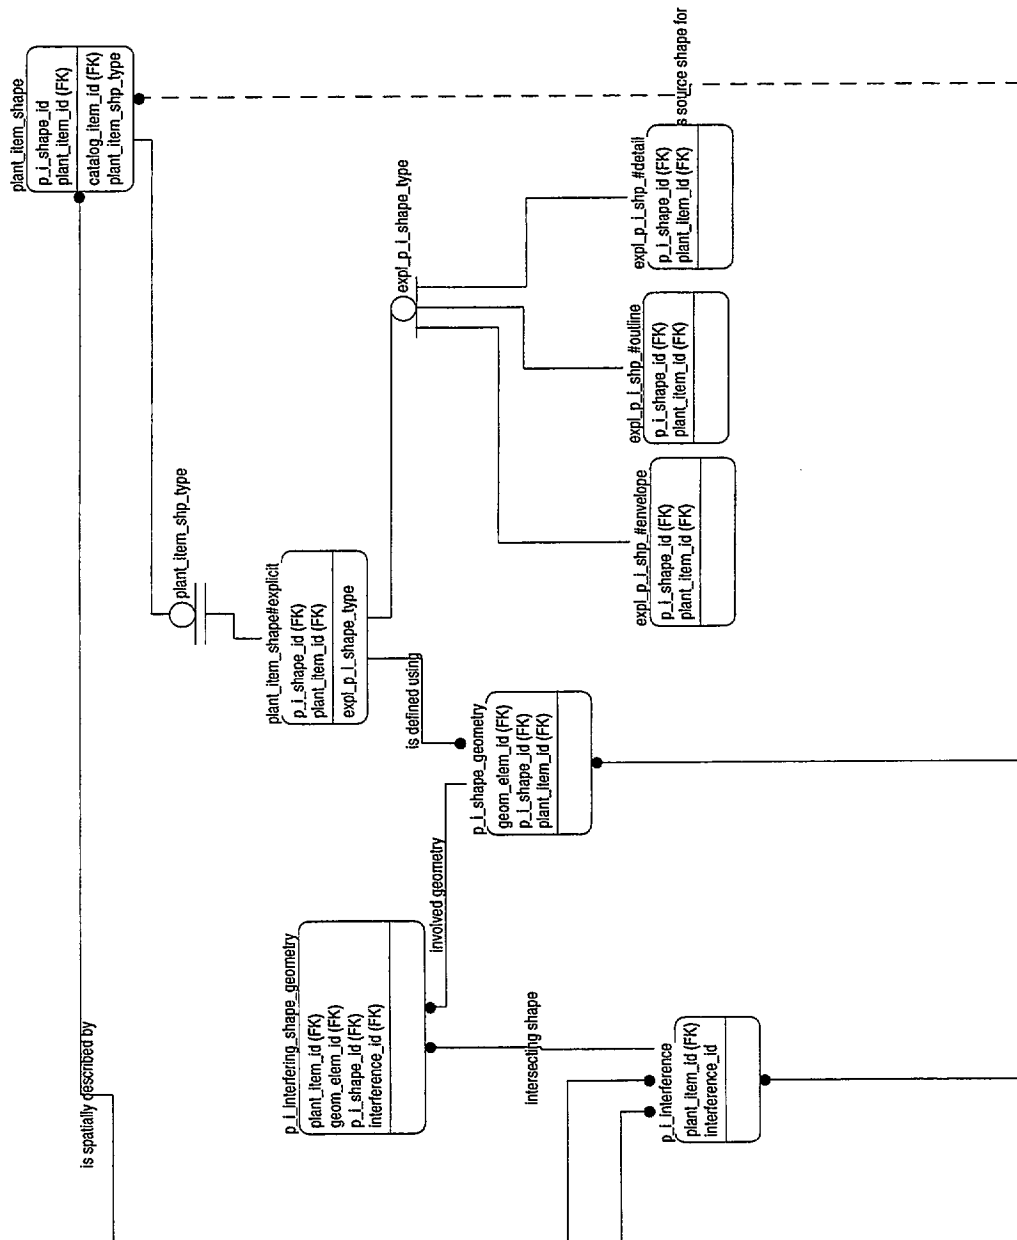 plant_item_shape
p_i_shape_id
plant_item_id (FK)
catalog_item_id (FK)
plant_item_shp_type
is spatially described by
plant_item_shp_type
plant_item_shape#explicit
p_i_shape_id (FK)
plant_item_id (FK)
expl_p_i_shape_type
expl_p_i_shape_type
is defined using
p_i_interfering_shape_geometry
plant_item_id (FK)
geom_elem_id (FK)
p_i_shape_id (FK)
interference_id (FK)
involved geometry
p_i_shape_geometry
geom_elem_id (FK)
p_i_shape_id (FK)
plant_item_id (FK)
intersecting shape
p_i_interference
plant_item_id (FK)
interference_id
expl_p_i_shp_#envelope
p_i_shape_id (FK)
plant_item_id (FK)
expl_p_i_shp_#outline
p_i_shape_id (FK)
plant_item_id (FK)
expl_p_i_shp_#detail
p_i_shape_id (FK)
plant_item_id (FK)
s source shape for